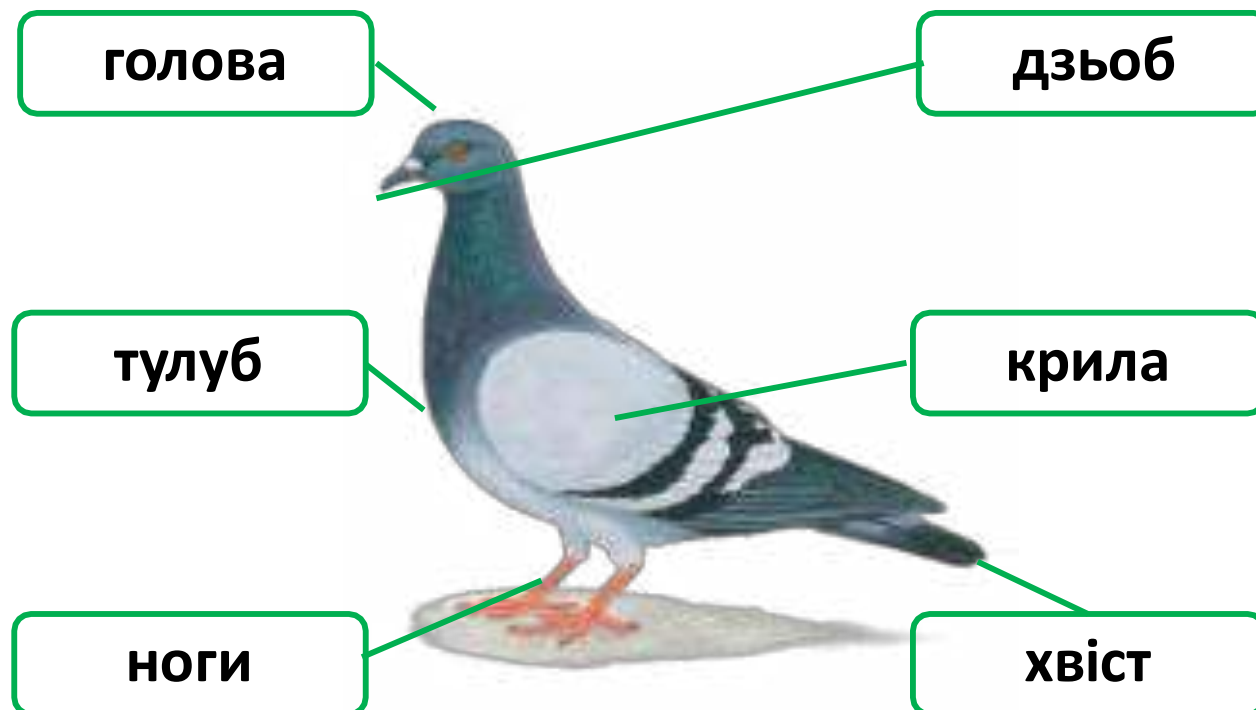 голова
дзьоб
тулуб
крила
ноги
хвіст